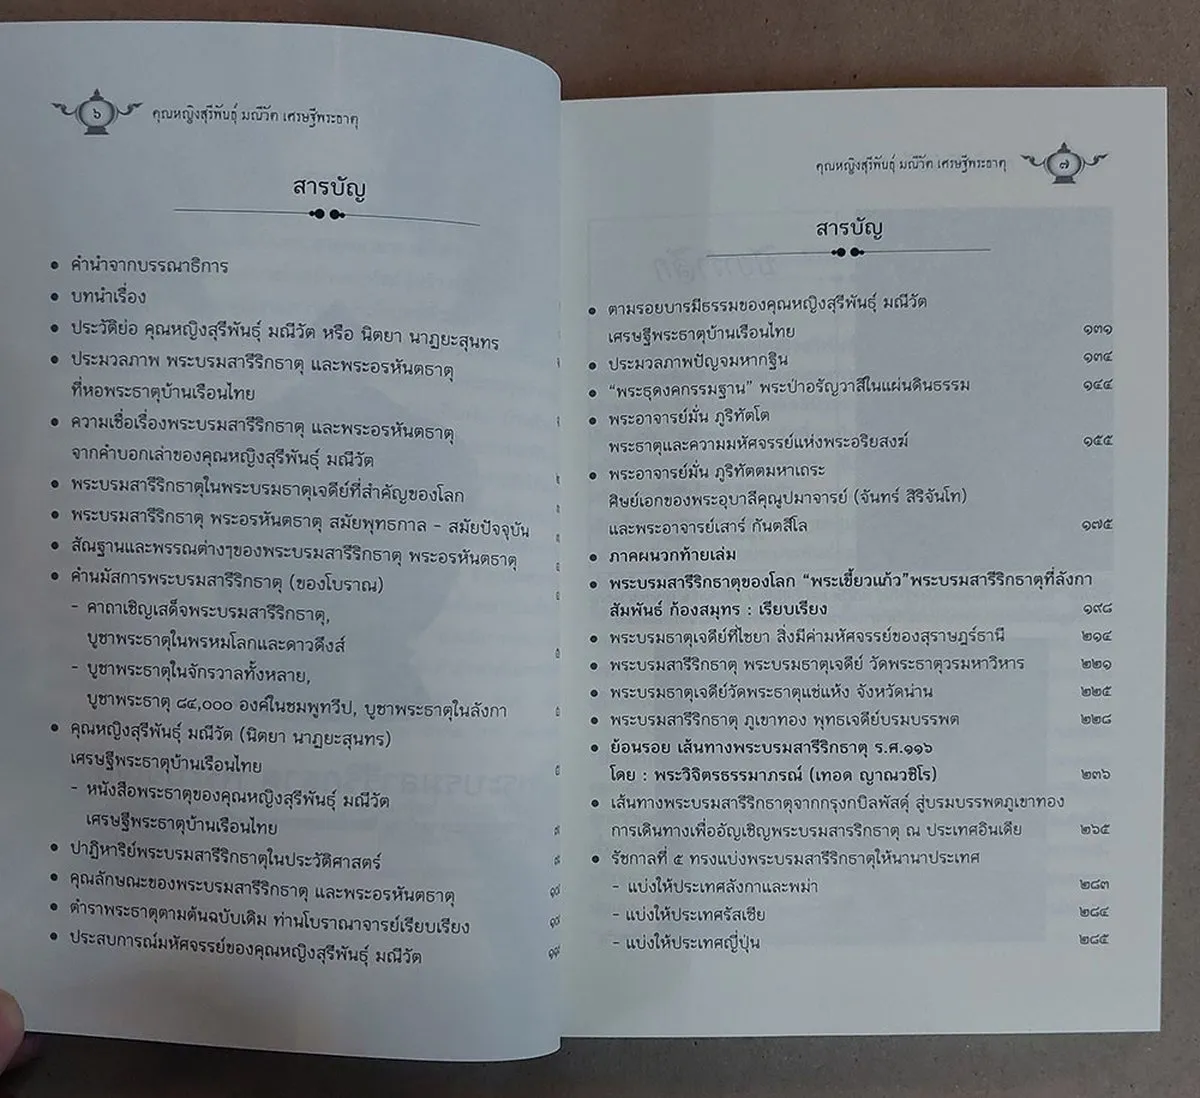 ๖
คุณหญิงสุรีพันธุ์ มณีวัต เศรษฐีพระธาตุ
สารบัญ
• คำนำจากบรรณาธิการ
• บทนำเรื่อง
• ประวัติย่อ คุณหญิงสุรีพันธุ์ มณีวัต หรือ นิตยา นาฏยะสุนทร
• ประมวลภาพ พระบรมสารีริกธาตุ และพระอรหันตธาตุ
ที่หอพระธาตุบ้านเรือนไทย
• ความเชื่อเรื่องพระบรมสารีริกธาตุ และพระอรหันตธาตุ
จากคำบอกเล่าของคุณหญิงสุรีพันธุ์ มณีวัต
• พระบรมสารีริกธาตุในพระบรมธาตุเจดีย์ที่สำคัญของโลก
• พระบรมสารีริกธาตุ พระอรหันตธาตุ สมัยพุทธกาล - สมัยปัจจุบัน
• สัณฐานและพรรณต่างๆของพระบรมสารีริกธาตุ พระอรหันตธาตุ
• คำนมัสการพระบรมสารีริกธาตุ (ของโบราณ)
- คาถาเชิญเสด็จพระบรมสารีริกธาตุ,
บูชาพระธาตุในพรหมโลกและดาวดึงส์
- บูชาพระธาตุในจักรวาลทั้งหลาย,
บูชาพระธาตุ ๘๔,๐๐๐ องค์ในชมพูทวีป, บูชาพระธาตุในลังกา
• คุณหญิงสุรีพันธุ์ มณีวัต (นิตยา นาฏยะสุนทร)
เศรษฐีพระธาตุบ้านเรือนไทย
- หนังสือพระธาตุของคุณหญิงสุรีพันธุ์ มณีวัต
เศรษฐีพระธาตุบ้านเรือนไทย
• ปาฏิหาริย์พระบรมสารีริกธาตุในประวัติศาสตร์
• คุณลักษณะของพระบรมสารีริกธาตุ และพระอรหันตธาตุ
• ตำราพระธาตุตามต้นฉบับเดิม ท่านโบราณาจารย์เรียบเรียง
• ประสบการณ์มหัศจรรย์ของคุณหญิงสุรีพันธุ์ มณีวัต
คุณหญิงสุรีพันธุ์ มณีวัต เศรษฐีพระธาตุ
๗
สารบัญ
• ตามรอยบารมีธรรมของคุณหญิงสุรีพันธุ์ มณีวัต
เศรษฐีพระธาตุบ้านเรือนไทย ๑๓๑
• ประมวลภาพปัญจมหากฐิน ๑๓๔
• “พระธุดงคกรรมฐาน” พระป่าอรัญวาสีในแผ่นดินธรรม ๑๔๔
• พระอาจารย์มั่น ภูริทัตโต
พระธาตุและความมหัศจรรย์แห่งพระอริยสงฆ์ ๑๕๕
• พระอาจารย์มั่น ภูริทัตตมหาเถระ
ศิษย์เอกของพระอุบาลีคุณูปมาจารย์ (จันทร์ สิริจันโท)
และพระอาจารย์เสาร์ กันตสีโล ๑๗๕
• ภาคผนวกท้ายเล่ม
• พระบรมสารีริกธาตุของโลก “พระเขี้ยวแก้ว”พระบรมสารีริกธาตุที่ลังกา
สัมพันธ์ ก้องสมุทร : เรียบเรียง ๑๙๘
• พระบรมธาตุเจดีย์ที่ไชยา สิ่งมีค่ามหัศจรรย์ของสุราษฎร์ธานี ๒๑๔
• พระบรมสารีริกธาตุ พระบรมธาตุเจดีย์ วัดพระธาตุวรมหาวิหาร ๒๒๑
• พระบรมธาตุเจดีย์วัดพระธาตุแช่แห้ง จังหวัดน่าน ๒๒๕
• พระบรมสารีริกธาตุ ภูเขาทอง พุทธเจดีย์บรมบรรพต ๒๒๘
• ย้อนรอย เส้นทางพระบรมสารีริกธาตุ ร.ศ.๑๑๖
โดย : พระวิจิตรธรรมาภรณ์ (เทอด ญาณวชิโร) ๒๓๖
• เส้นทางพระบรมสารีริกธาตุจากกรุงกบิลพัสดุ์ สู่บรมบรรพตภูเขาทอง
การเดินทางเพื่ออัญเชิญพระบรมสารริกธาตุ ณ ประเทศอินเดีย ๒๖๕
• รัชกาลที่ ๕ ทรงแบ่งพระบรมสารีริกธาตุให้นานาประเทศ
- แบ่งให้ประเทศลังกาและพม่า ๒๘๓
- แบ่งให้ประเทศรัสเซีย ๒๘๔
- แบ่งให้ประเทศญี่ปุ่น ๒๘๕